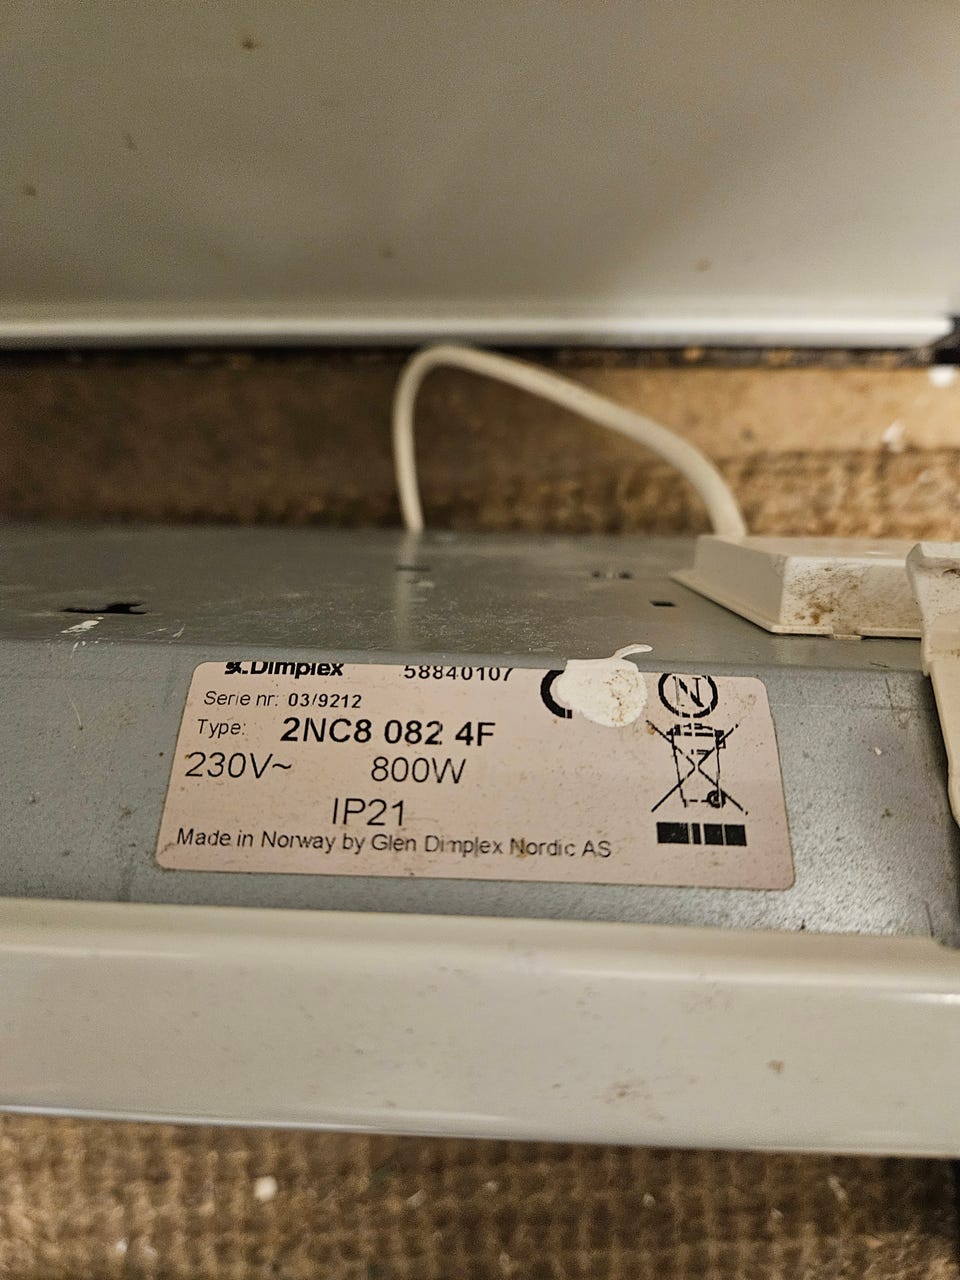 Dimplex 58840107
Serie nr: 03/9212
Type: 2NC8 082 4F
230V~ 800W
IP21
Made in Norway by Glen Dimplex Nordic AS